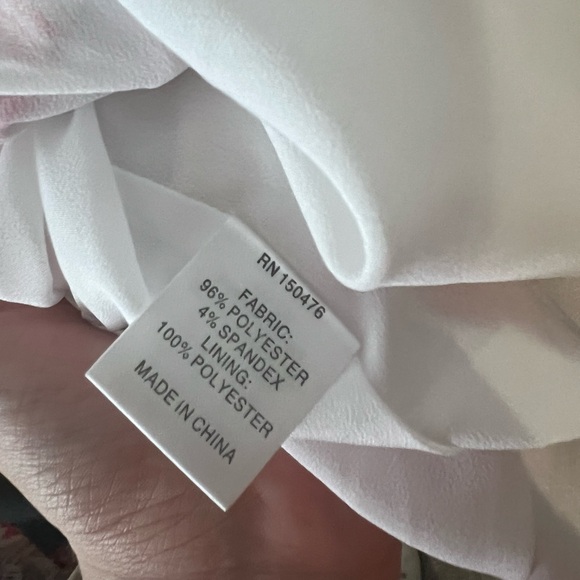 RN 150476
FABRIC:
96% POLYESTER
4% SPANDEX
LINING:
100% POLYESTER
MADE IN CHINA